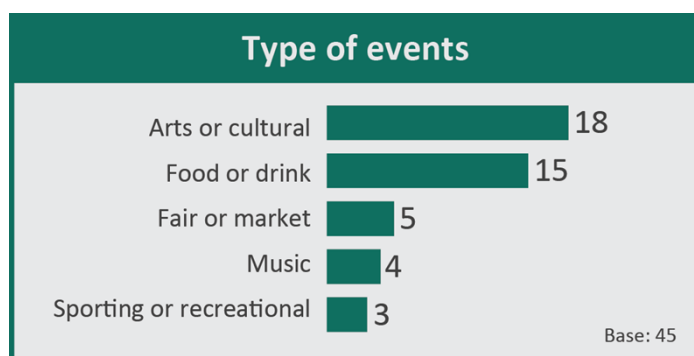 Type of events
Arts or cultural 18
Food or drink 15
Fair or market 5
Music 4
Sporting or recreational 3
Base: 45